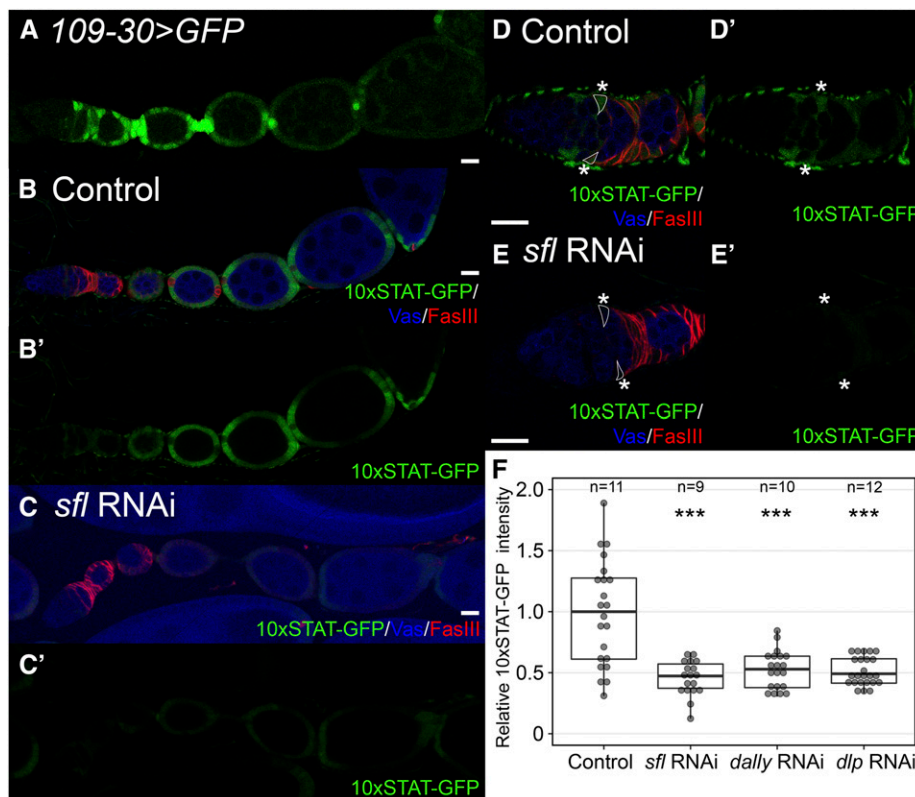 A 109-30>GFP
B Control
10xSTAT-GFP/
Vas/FasIII
B'
10xSTAT-GFP
C sfl RNAi
10xSTAT-GFP/Vas/FasIII
C'
10xSTAT-GFP
D Control
*
*
10xSTAT-GFP/
Vas/FasIII
D'
*
*
10xSTAT-GFP
E sfl RNAi
*
*
10xSTAT-GFP/
Vas/FasIII
E'
*
*
10xSTAT-GFP
F
Relative 10xSTAT-GFP intensity
2.0
1.5
1.0
0.5
0
n=11 n=9 n=10 n=12
*** *** ***
Control sfl RNAi dally RNAi dlp RNAi